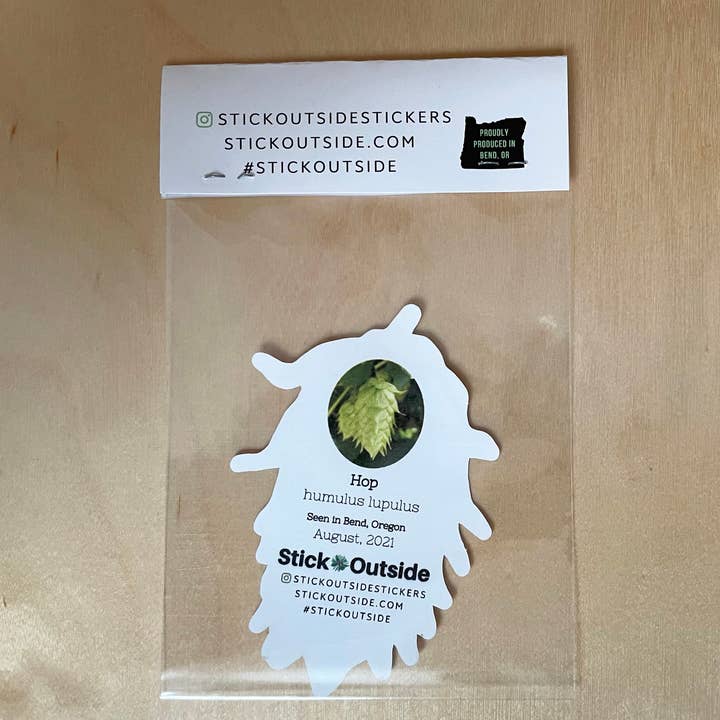 STICKOUTSIDESTICKERS
STICKOUTSIDE.COM
#STICKOUTSIDE
PROUDLY
PRODUCED IN
BEND, OR
Hop
humulus lupulus
Seen in Bend, Oregon
August, 2021
Stick Outside
STICKOUTSIDESTICKERS
STICKOUTSIDE.COM
#STICKOUTSIDE